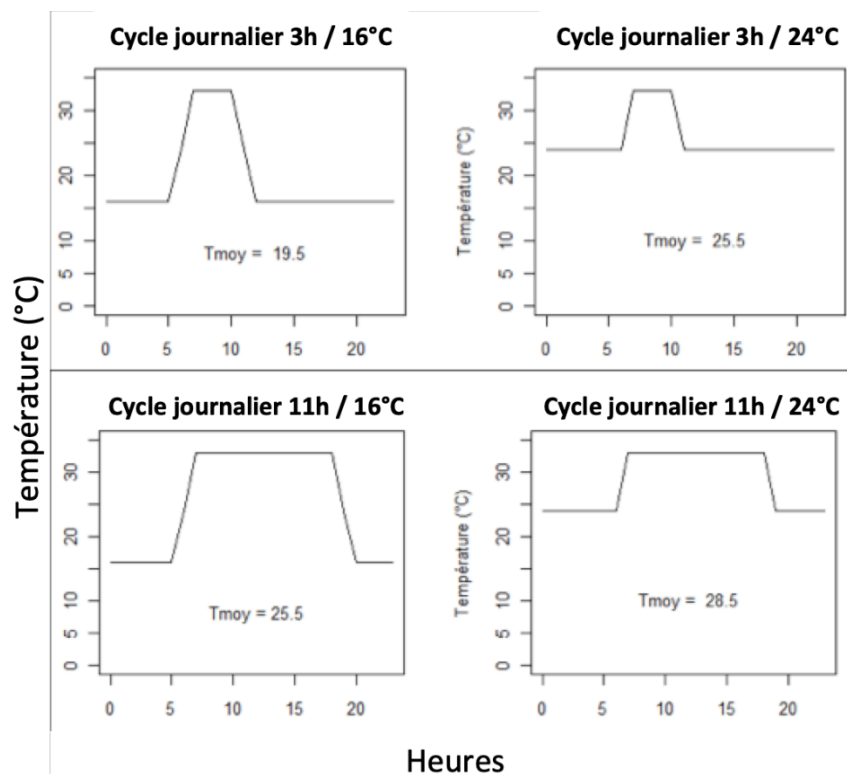 Cycle journalier 3h / 16°C
Cycle journalier 3h / 24°C
30
20
10
5
0
Tmoy = 19.5
0 5 10 15 20
Température (°C)
30
20
10
5
0
Tmoy = 25.5
0 5 10 15 20
Température (°C)
Cycle journalier 11h / 16°C
Cycle journalier 11h / 24°C
30
20
10
5
0
Tmoy = 25.5
0 5 10 15 20
Température (°C)
30
20
10
5
0
Tmoy = 28.5
0 5 10 15 20
Heures